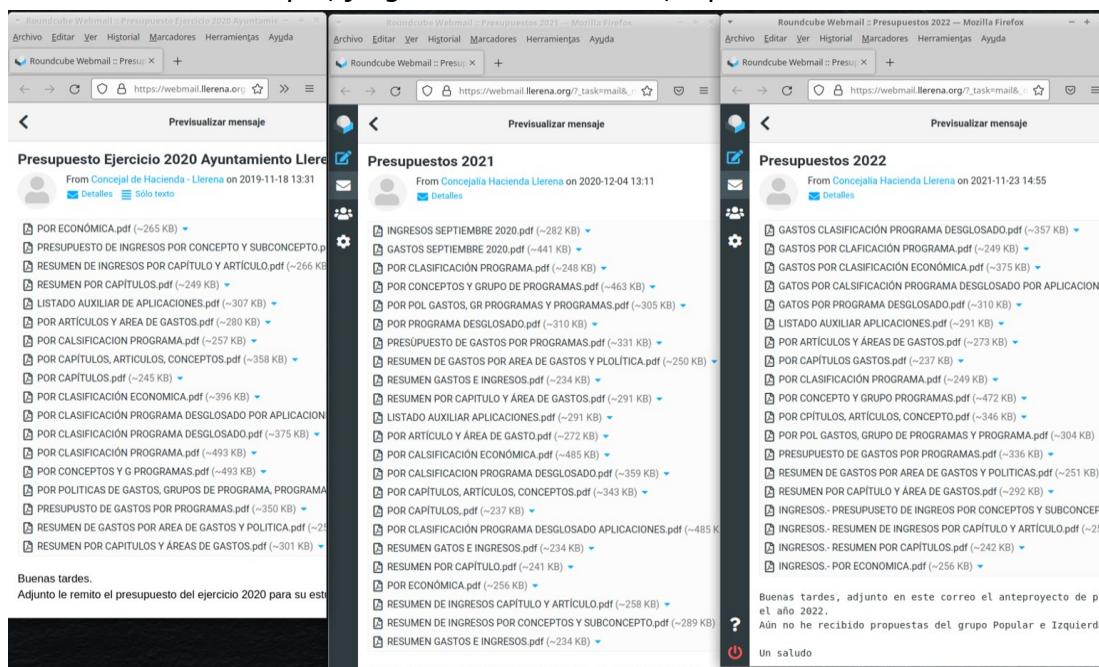 Roundcube Webmail :: Presupuesto Ejercicio 2020 Ayuntamis
Archivo Editar Ver Historial Marcadores Herramientas Ayuda
Roundcube Webmail :: Presup
https://webmail.llerena.org
Previsualizar mensaje
Presupuesto Ejercicio 2020 Ayuntamiento Llere
From Concejal de Hacienda - Llerena on 2019-11-18 13:31
Detalles Sólo texto
POR ECONÓMICA.pdf (~265 KB)
PRESUPUESTO DE INGRESOS POR CONCEPTO Y SUBCONCEPTO.p
RESUMEN DE INGRESOS POR CAPÍTULO Y ARTÍCULO.pdf (~266 KB
RESUMEN POR CAPÍTULOS.pdf (~249 KB)
LISTADO AUXILIAR DE APLICACIONES.pdf (~307 KB)
POR ARTÍCULOS Y AREA DE GASTOS.pdf (~280 KB)
POR CALSIFICACION PROGRAMA.pdf (~257 KB)
POR CAPÍTULOS, ARTICULOS, CONCEPTOS.pdf (~358 KB)
POR CAPÍTULOS.pdf (~245 KB)
POR CLASIFICACIÓN ECONOMICA.pdf (~396 KB)
POR CLASIFICACIÓN PROGRAMA DESGLOSADO POR APLICACION
POR CLASIFICACIÓN PROGRAMA DESGLOSADO.pdf (~375 KB)
POR CLASIFICACIÓN PROGRAMA.pdf (~493 KB)
POR CONCEPTOS Y G PROGRAMAS.pdf (~493 KB)
POR POLITICAS DE GASTOS, GRUPOS DE PROGRAMA, PROGRAMA
PRESUPUSTO DE GASTOS POR PROGRAMAS.pdf (~350 KB)
RESUMEN DE GASTOS POR AREA DE GASTOS Y POLITICA.pdf (~25
RESUMEN POR CAPITULOS Y ÁREAS DE GASTOS.pdf (~301 KB)
Buenas tardes.
Adjunto le remito el presupuesto del ejercicio 2020 para su est
Roundcube Webmail :: Presupuestos 2021 — Mozilla Firefox
Archivo Editar Ver Historial Marcadores Herramientas Ayuda
Roundcube Webmail :: Presup
https://webmail.llerena.org/?_task=mail&_
Previsualizar mensaje
Presupuestos 2021
From Concejalía Hacienda Llerena on 2020-12-04 13:11
Detalles
INGRESOS SEPTIEMBRE 2020.pdf (~282 KB)
GASTOS SEPTIEMBRE 2020.pdf (~441 KB)
POR CLASIFICACIÓN PROGRAMA.pdf (~248 KB)
POR CONCEPTOS Y GRUPO DE PROGRAMAS.pdf (~463 KB)
POR POL GASTOS, GR PROGRAMAS Y PROGRAMAS.pdf (~305 KB)
POR PROGRAMA DESGLOSADO.pdf (~310 KB)
PRESÙPUESTO DE GASTOS POR PROGRAMAS.pdf (~331 KB)
RESUMEN DE GASTOS POR AREA DE GASTOS Y PLOLÍTICA.pdf (~250 KB)
RESUMEN GASTOS E INGRESOS.pdf (~234 KB)
RESUMEN POR CAPITULO Y ÁREA DE GASTOS.pdf (~291 KB)
LISTADO AUXILIAR APLICACIONES.pdf (~291 KB)
POR ARTÍCULO Y ÁREA DE GASTO.pdf (~272 KB)
POR CALSIFICACIÓN ECONÓMICA.pdf (~485 KB)
POR CALSIFICACION PROGRAMA DESGLOSADO.pdf (~359 KB)
POR CAPÍTULOS, ARTÍCULOS, CONCEPTOS.pdf (~343 KB)
POR CAPÍTULOS,.pdf (~237 KB)
POR CLASIFICACIÓN PROGRAMA DESGLOSADO APLICACIONES.pdf (~485 K
RESUMEN GATOS E INGRESOS.pdf (~234 KB)
RESUMEN POR CAPÍTULO.pdf (~241 KB)
POR ECONÓMICA.pdf (~256 KB)
RESUMEN DE INGRESOS CAPÍTULO Y ARTÍCULO.pdf (~258 KB)
RESUMEN DE INGRESOS POR CONCEPTOS Y SUBCONCEPTO.pdf (~289 KB)
RESUMEN GASTOS E INGRESOS.pdf (~234 KB)
Roundcube Webmail :: Presupuestos 2022 — Mozilla Firefox
Archivo Editar Ver Historial Marcadores Herramientas Ayuda
Roundcube Webmail :: Presup
https://webmail.llerena.org/?_task=mail&_
Previsualizar mensaje
Presupuestos 2022
From Concejalía Hacienda Llerena on 2021-11-23 14:55
Detalles
GASTOS CLASIFICACIÓN PROGRAMA DESGLOSADO.pdf (~357 KB)
GASTOS POR CLAFICACIÓN PROGRAMA.pdf (~249 KB)
GASTOS POR CLASIFICACIÓN ECONÓMICA.pdf (~375 KB)
GATOS POR CALSIFICACIÓN PROGRAMA DESGLOSADO POR APLICACION
GATOS POR PROGRAMA DESGLOSADO.pdf (~310 KB)
LISTADO AUXILIAR APLICACIONES.pdf (~291 KB)
POR ARTÍCULOS Y ÁREAS DE GASTOS.pdf (~273 KB)
POR CAPÍTULOS GASTOS.pdf (~237 KB)
POR CLASIFICACIÓN PROGRAMA.pdf (~249 KB)
POR CONCEPTO Y GRUPO PROGRAMAS.pdf (~472 KB)
POR CPÍTULOS, ARTÍCULOS, CONCEPTO.pdf (~346 KB)
POR POL GASTOS, GRUPO DE PROGRAMAS Y PROGRAMA.pdf (~304 KB)
PRESUPUESTO DE GASTOS POR PROGRAMAS.pdf (~336 KB)
RESUMEN DE GASTOS POR AREA DE GASTOS Y POLITICAS.pdf (~251 KB)
RESUMEN POR CAPÍTULO Y ÁREA DE GASTOS.pdf (~292 KB)
INGRESOS.- PRESUPUSETO DE INGREOS POR CONCEPTOS Y SUBCONCEP
INGRESOS.- RESUMEN DE INGRESOS POR CAPÍTULO Y ARTÍCULO.pdf (~25
INGRESOS.- RESUMEN POR CAPÍTULOS.pdf (~242 KB)
INGRESOS.- POR ECONOMICA.pdf (~256 KB)
Buenas tardes, adjunto en este correo el anteproyecto de p
el año 2022.
Aún no he recibido propuestas del grupo Popular e Izquierd
Un saludo